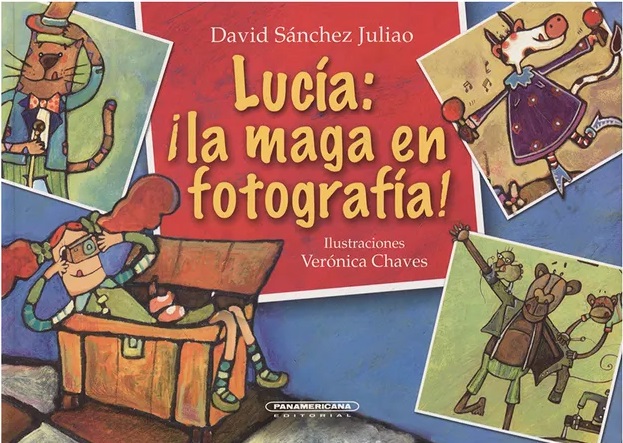 David Sánchez Juliao
Lucía:
¡la maga en
fotografía!
Ilustraciones
Verónica Chaves
PANAMERICANA
EDITORIAL